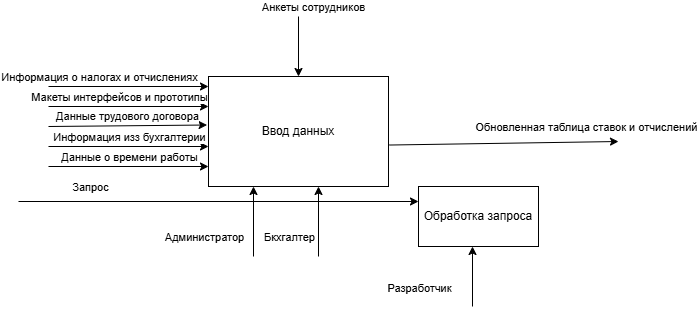 Анкеты сотрудников
Информация о налогах и отчислениях
Макеты интерфейсов и прототипы
Данные трудового договора
Информация изз бухгалтерии
Данные о времени работы
Ввод данных
Обновленная таблица ставок и отчислений
Запрос
Обработка запроса
Администратор
Бкхгалтер
Разработчик